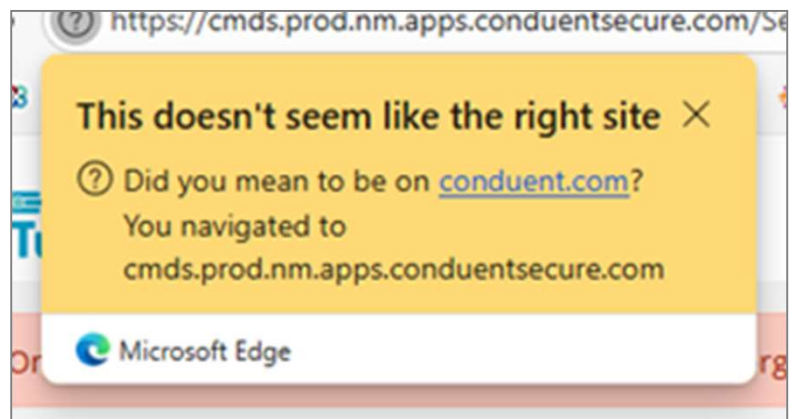 https://cmds.prod.nm.apps.conduentsecure.com/Se
This doesn't seem like the right site
Did you mean to be on conduent.com?
You navigated to
cmds.prod.nm.apps.conduentsecure.com
Microsoft Edge